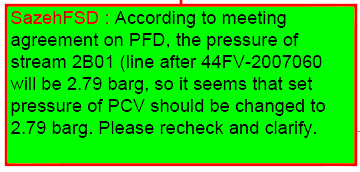 SazehFSD : According to meeting
agreement on PFD, the pressure of
stream 2B01 (line after 44FV-2007060
will be 2.79 barg, so it seems that set
pressure of PCV should be changed to
2.79 barg. Please recheck and clarify.